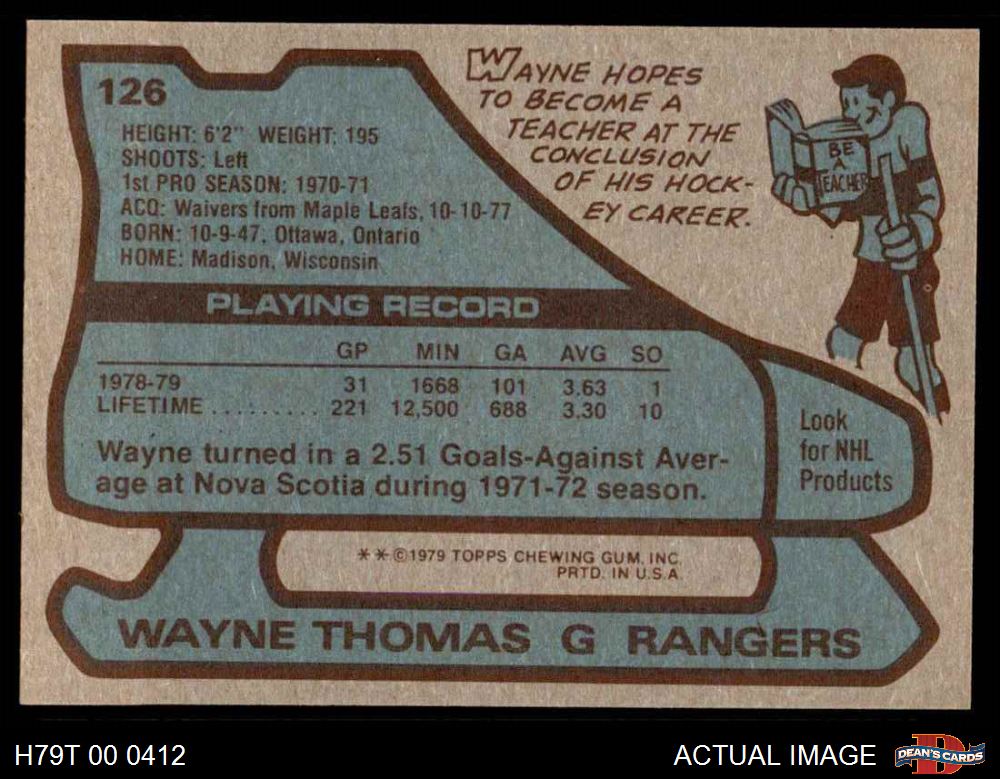 126
HEIGHT: 6'2" WEIGHT: 195
SHOOTS: Left
1st PRO SEASON: 1970-71
ACQ: Waivers from Maple Leafs, 10-10-77
BORN: 10-9-47, Ottawa, Ontario
HOME: Madison, Wisconsin
WAYNE HOPES
TO BECOME A
TEACHER AT THE
CONCLUSION
OF HIS HOCK-
EY CAREER.
BE
A
TEACHER
PLAYING RECORD
GP MIN GA AVG SO
1978-79 31 1668 101 3.63 1
LIFETIME ......... 221 12,500 688 3.30 10
Wayne turned in a 2.51 Goals-Against Aver-
age at Nova Scotia during 1971-72 season.
Look
for NHL
Products
**©1979 TOPPS CHEWING GUM, INC.
PRTD. IN U.S.A.
WAYNE THOMAS G RANGERS
H79T 00 0412
ACTUAL IMAGE
DEAN'S CARDS